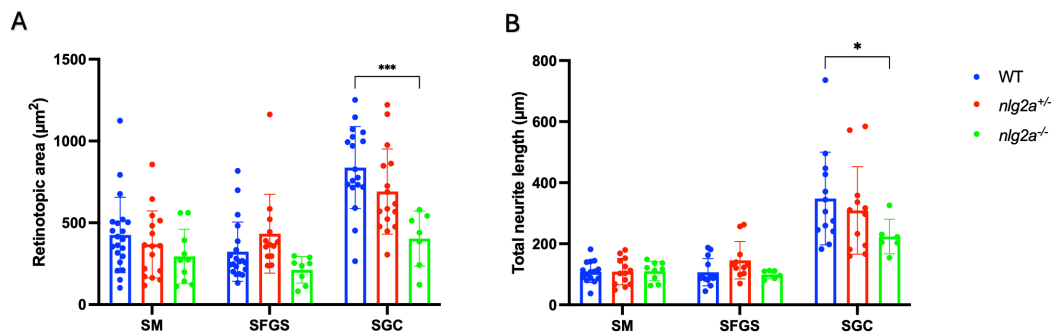 A
Retinotopic area (µm²)
1500
1000
500
0
***
SM
SFGS
SGC
B
Total neurite length (µm)
800
600
400
200
0
*
SM
SFGS
SGC
WT
nlg2a+/-
nlg2a-/-